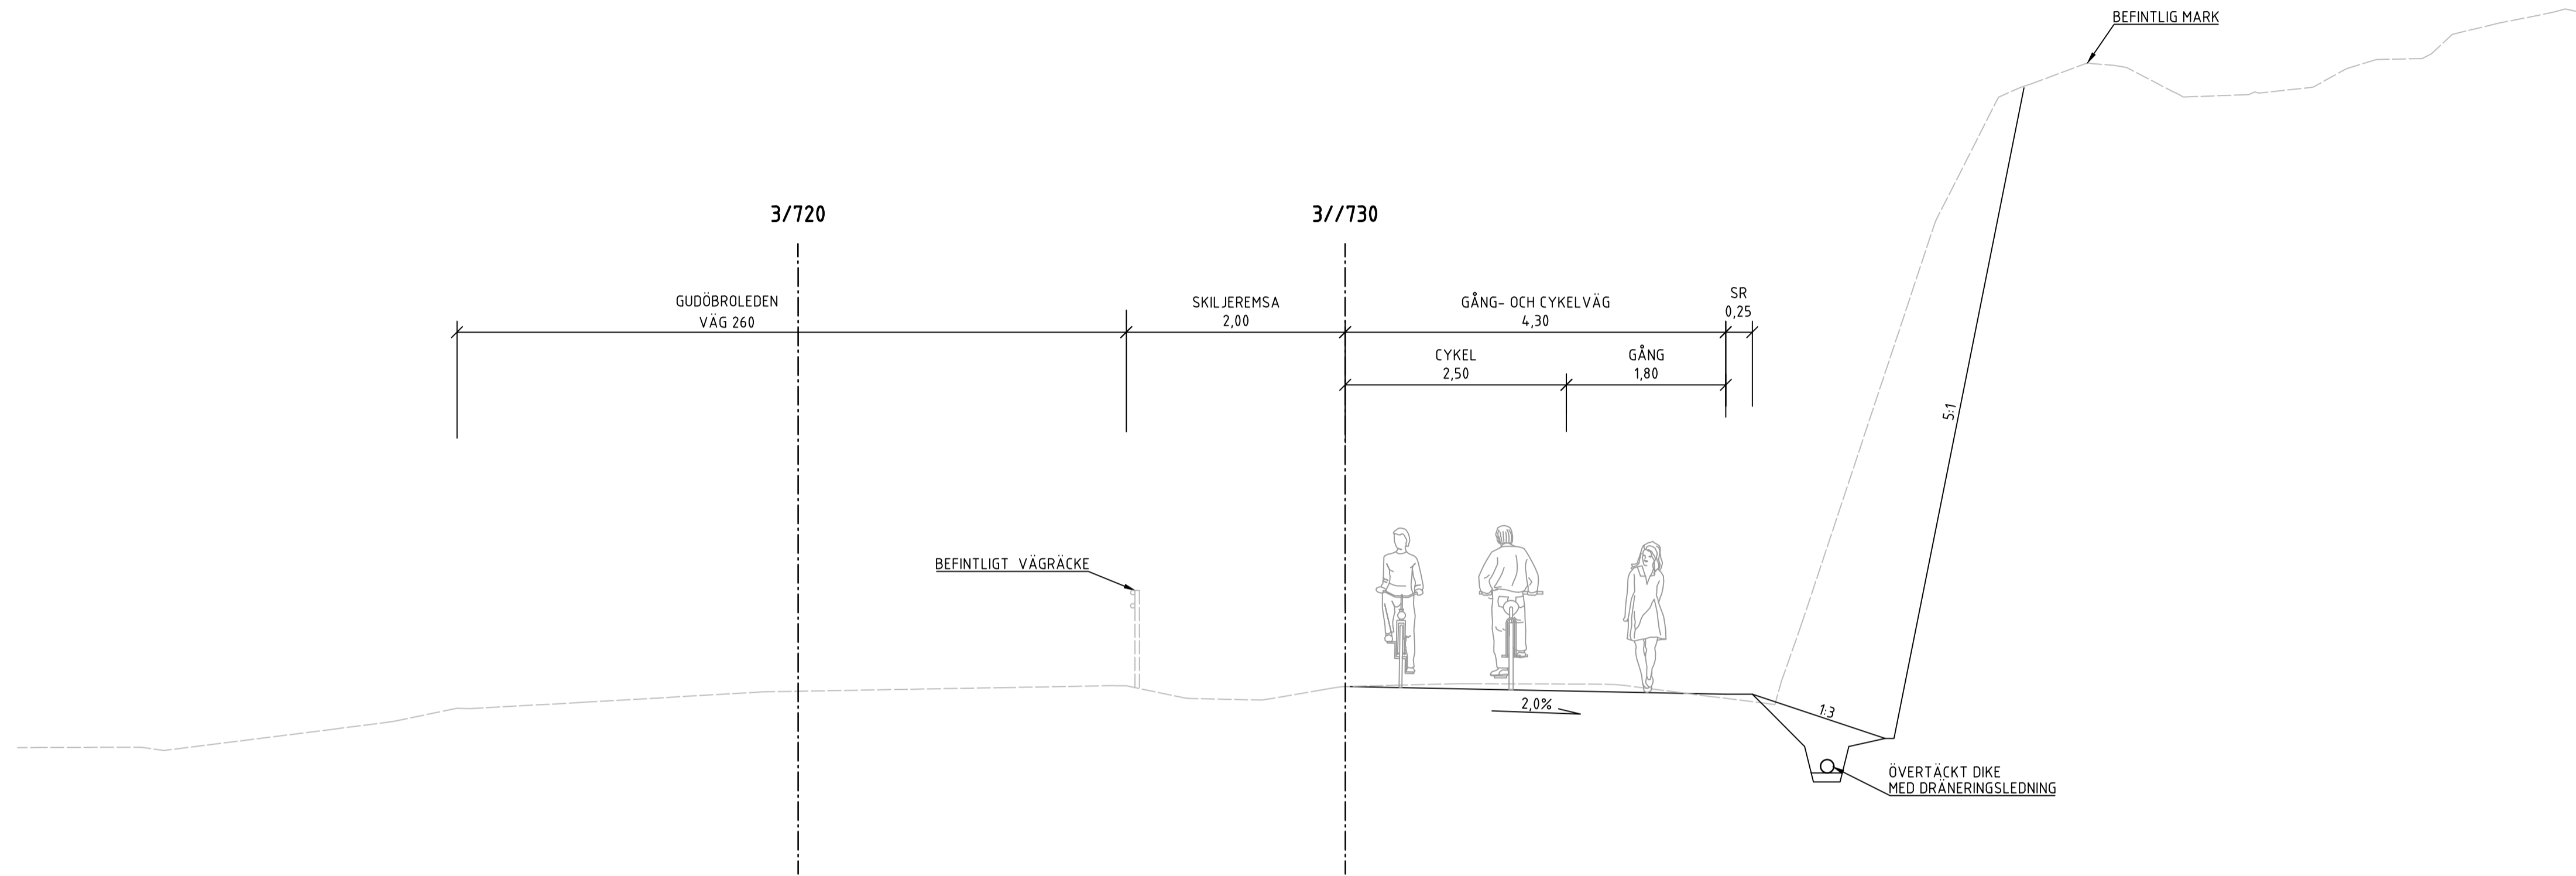 BEFINTLIG MARK
3/720
3//730
GUDÖBROLEDEN
VÄG 260
SKILJEREMSA
2,00
GÅNG- OCH CYKELVÄG
4,30
SR
0,25
CYKEL
2,50
GÅNG
1,80
5:1
BEFINTLIGT VÄGRÄCKE
2,0%
1:3
ÖVERTÄCKT DIKE
MED DRÄNERINGSLEDNING